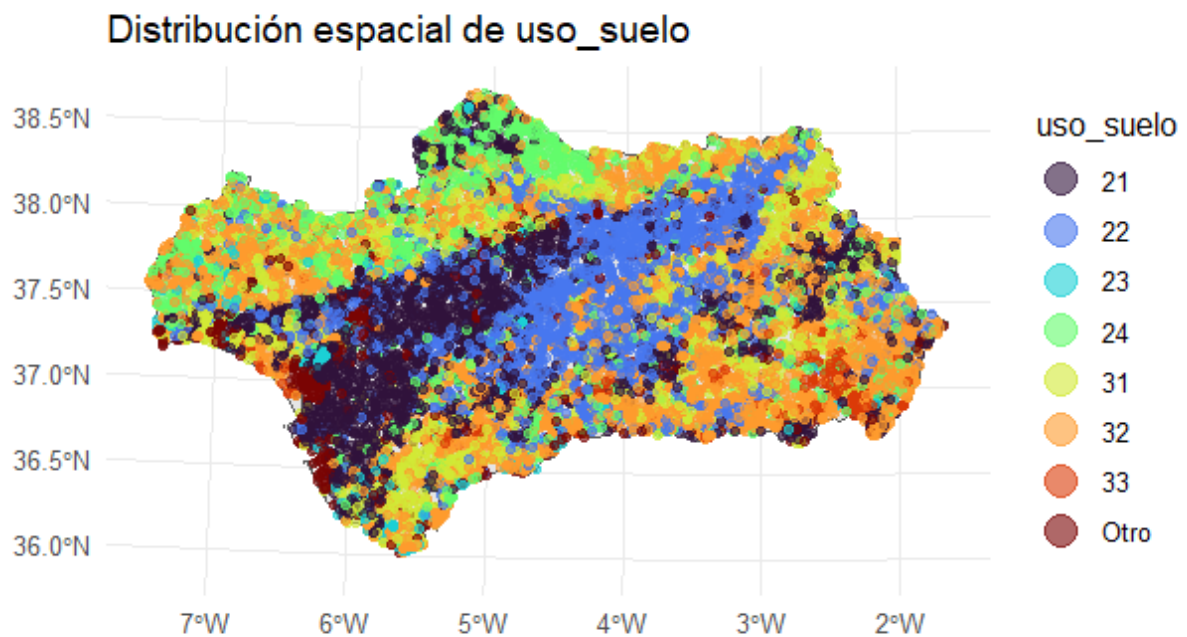 Distribución espacial de uso_suelo
38.5°N
38.0°N
37.5°N
37.0°N
36.5°N
36.0°N
7°W
6°W
5°W
4°W
3°W
2°W
uso_suelo
21
22
23
24
31
32
33
Otro